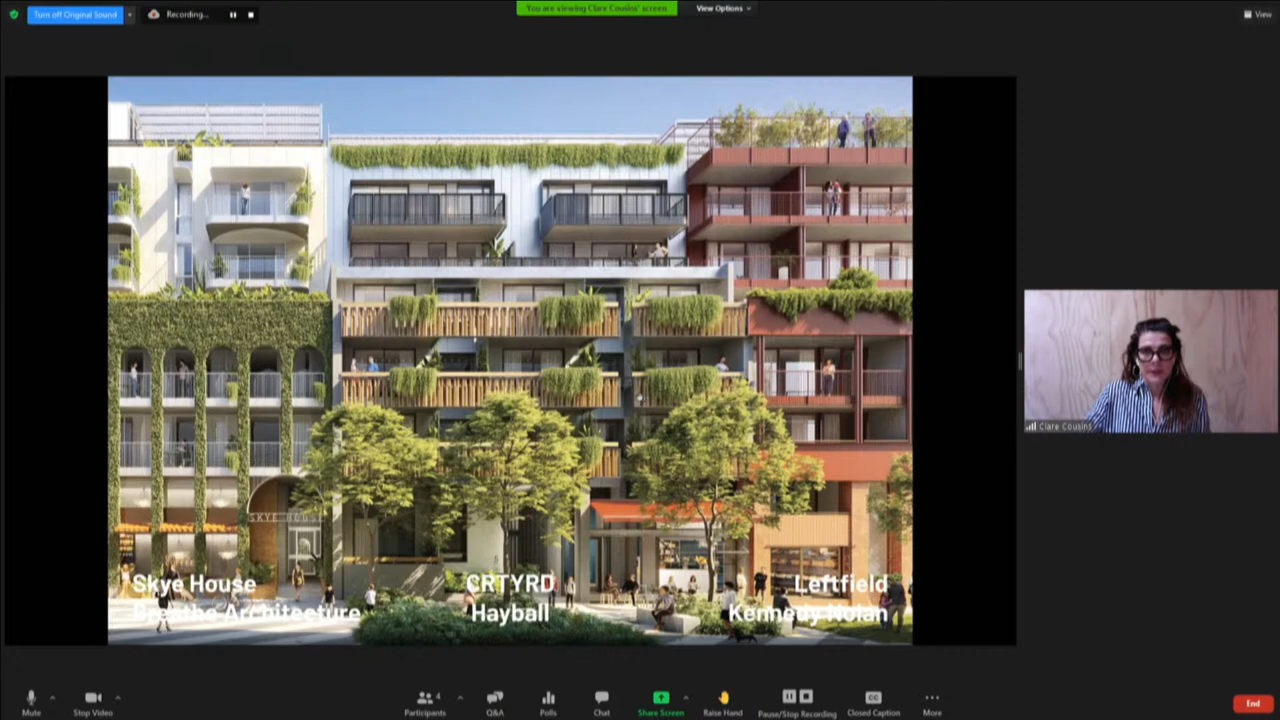 Turn off Original Sound
Recording...
You are viewing Clare Cousins' screen
View Options
View
SKYE HOUSE
Skye House
Breathe Architecture
CRTYRD
Hayball
Leftfield
Kennedy Nolan
Clare Cousins
Mute
Stop Video
Participants
4
Q&A
Polls
Chat
Share Screen
Raise Hand
Pause/Stop Recording
CC
Closed Caption
More
End